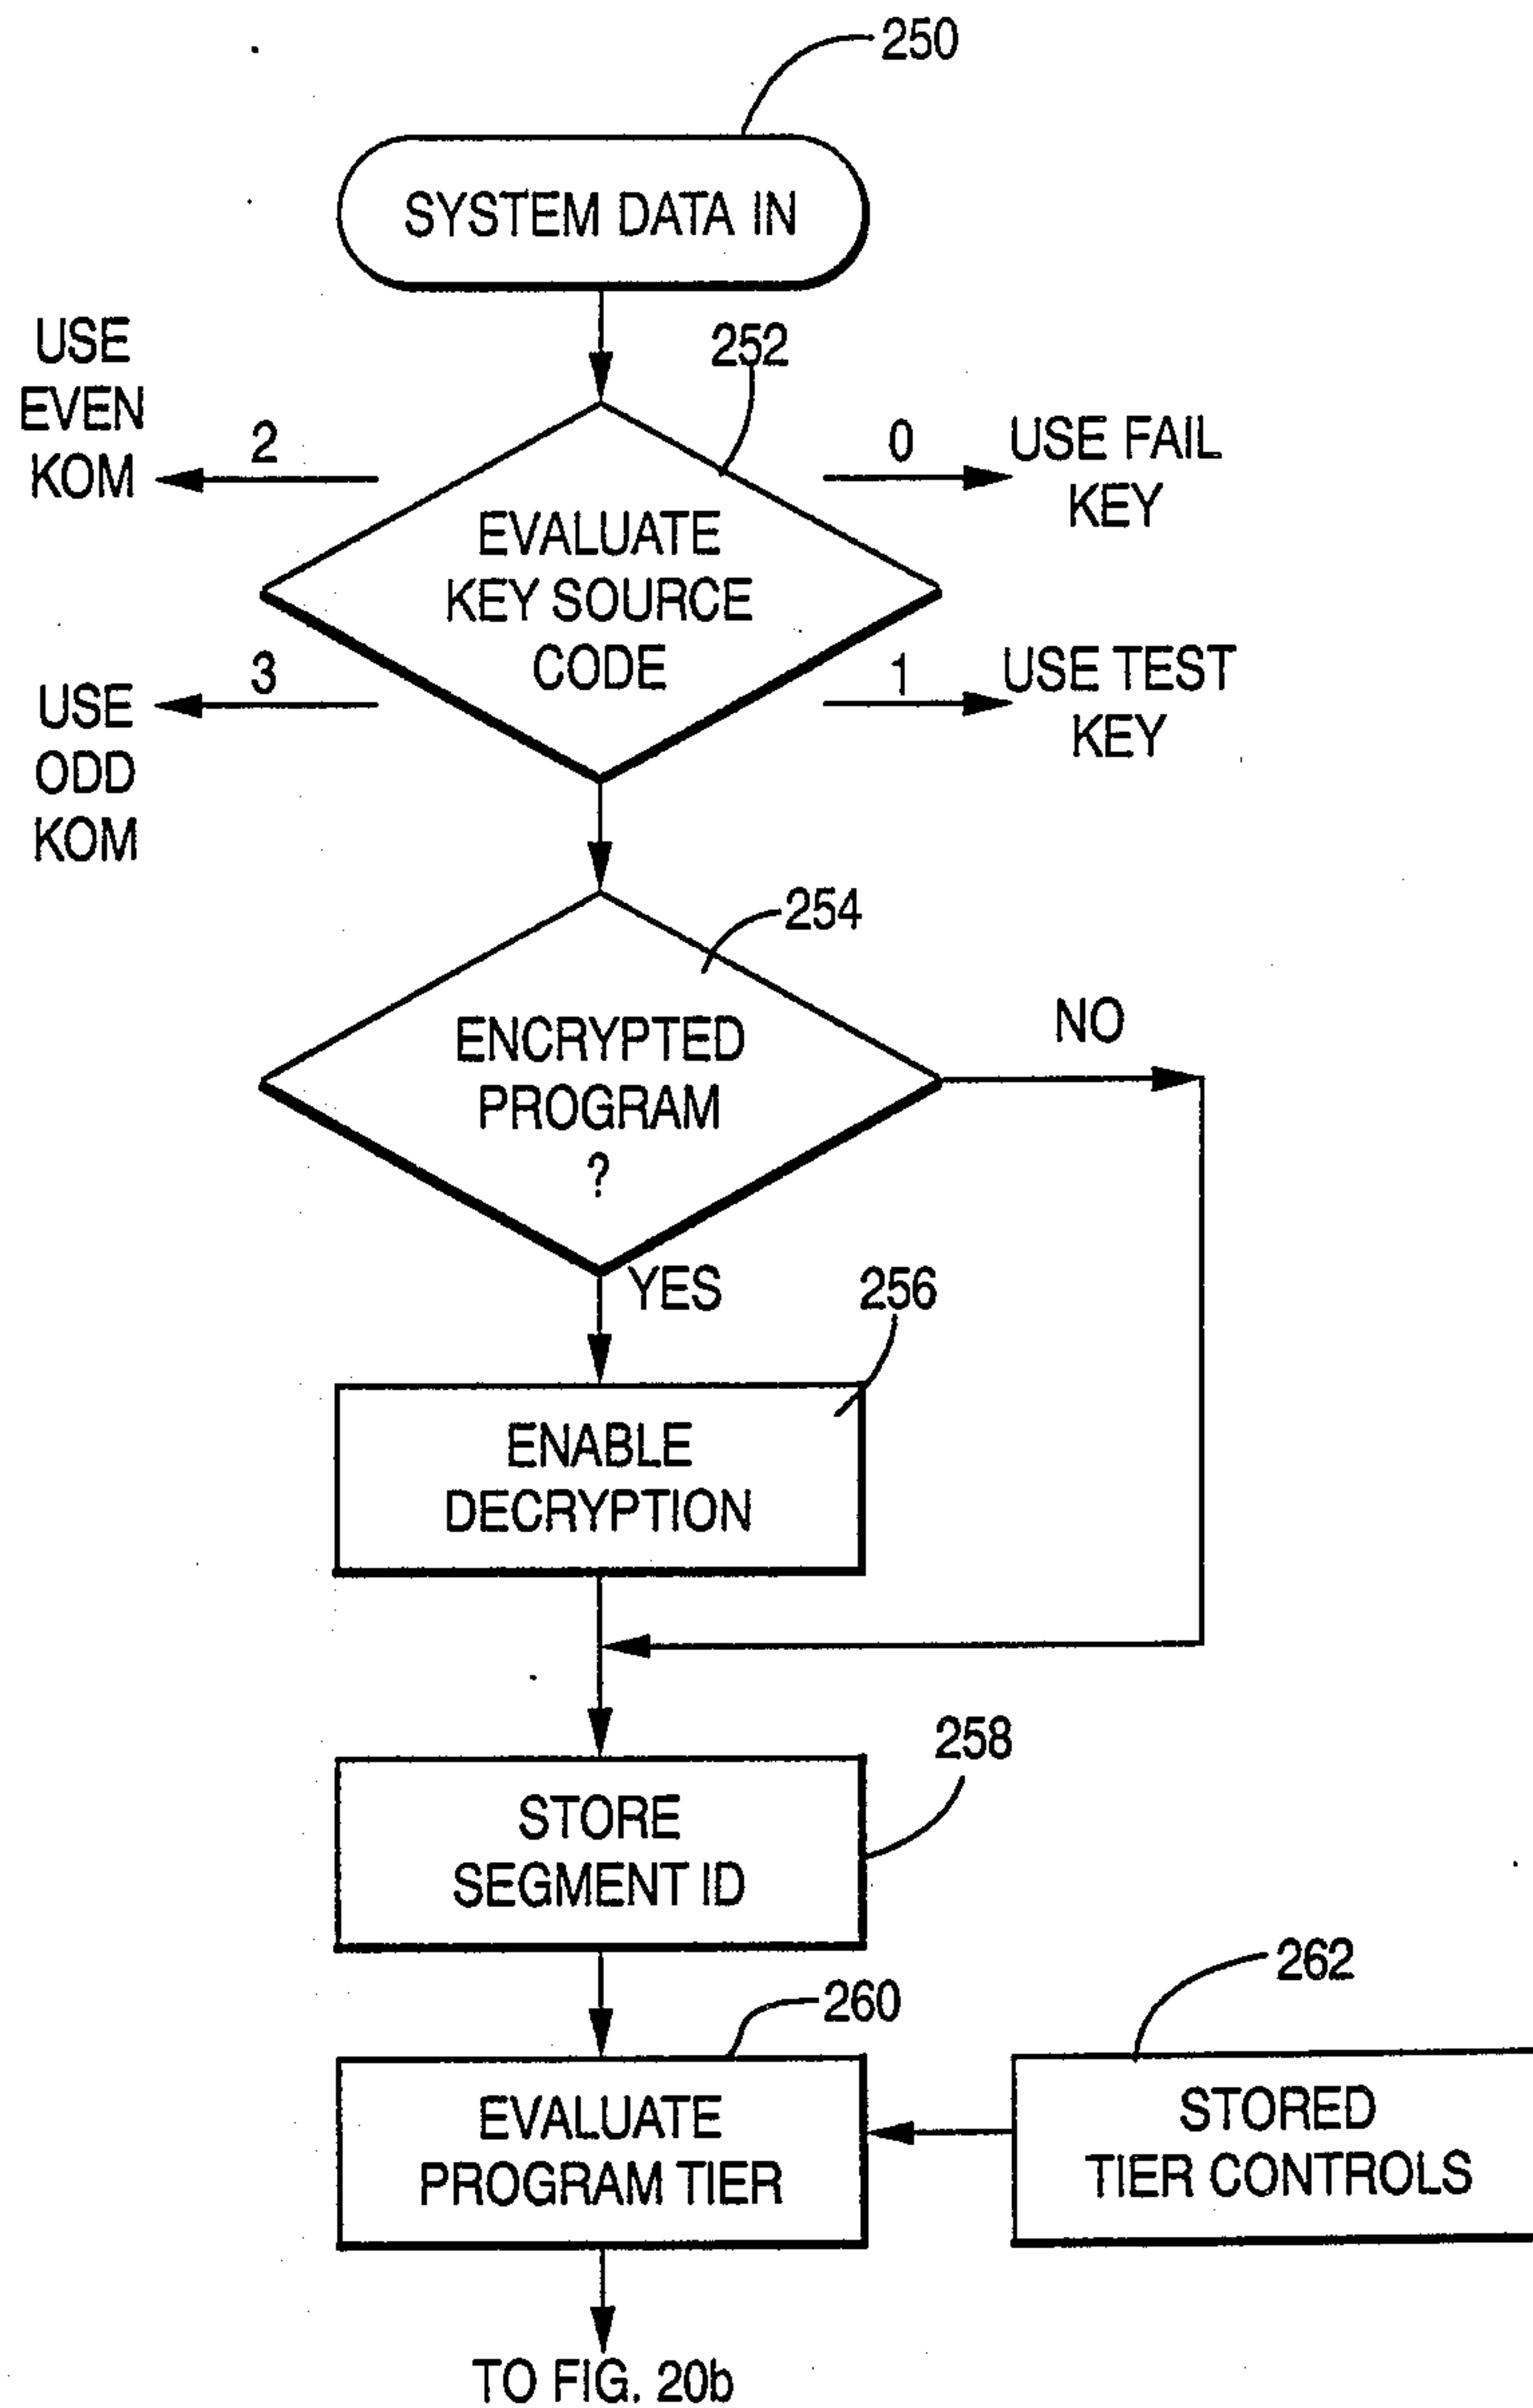 250
SYSTEM DATA IN
252
USE
EVEN
KOM
2
0
USE FAIL
KEY
EVALUATE
KEY SOURCE
CODE
3
USE
ODD
KOM
1
USE TEST
KEY
254
ENCRYPTED
PROGRAM
?
NO
YES
256
ENABLE
DECRYPTION
258
STORE
SEGMENT ID
260
262
EVALUATE
PROGRAM TIER
STORED
TIER CONTROLS
TO FIG. 20b